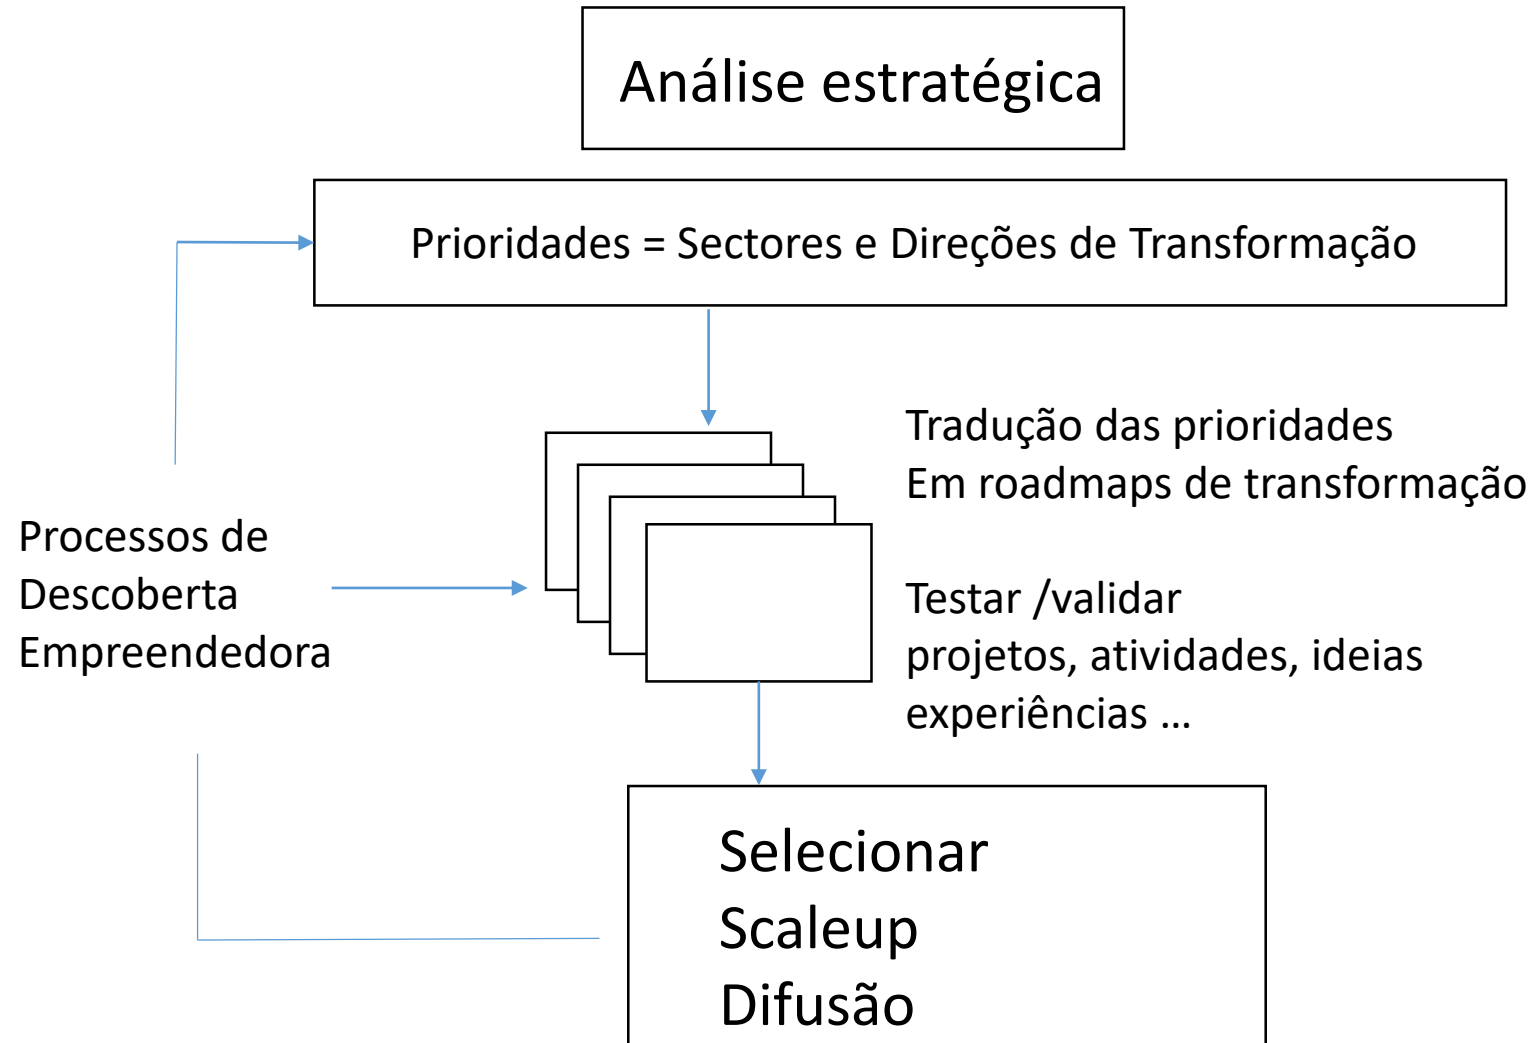 Análise estratégica
Prioridades = Sectores e Direções de Transformação
Tradução das prioridades
Em roadmaps de transformação
Processos de
Descoberta
Empreendedora
Testar /validar
projetos, atividades, ideias
experiências ...
Selecionar
Scaleup
Difusão